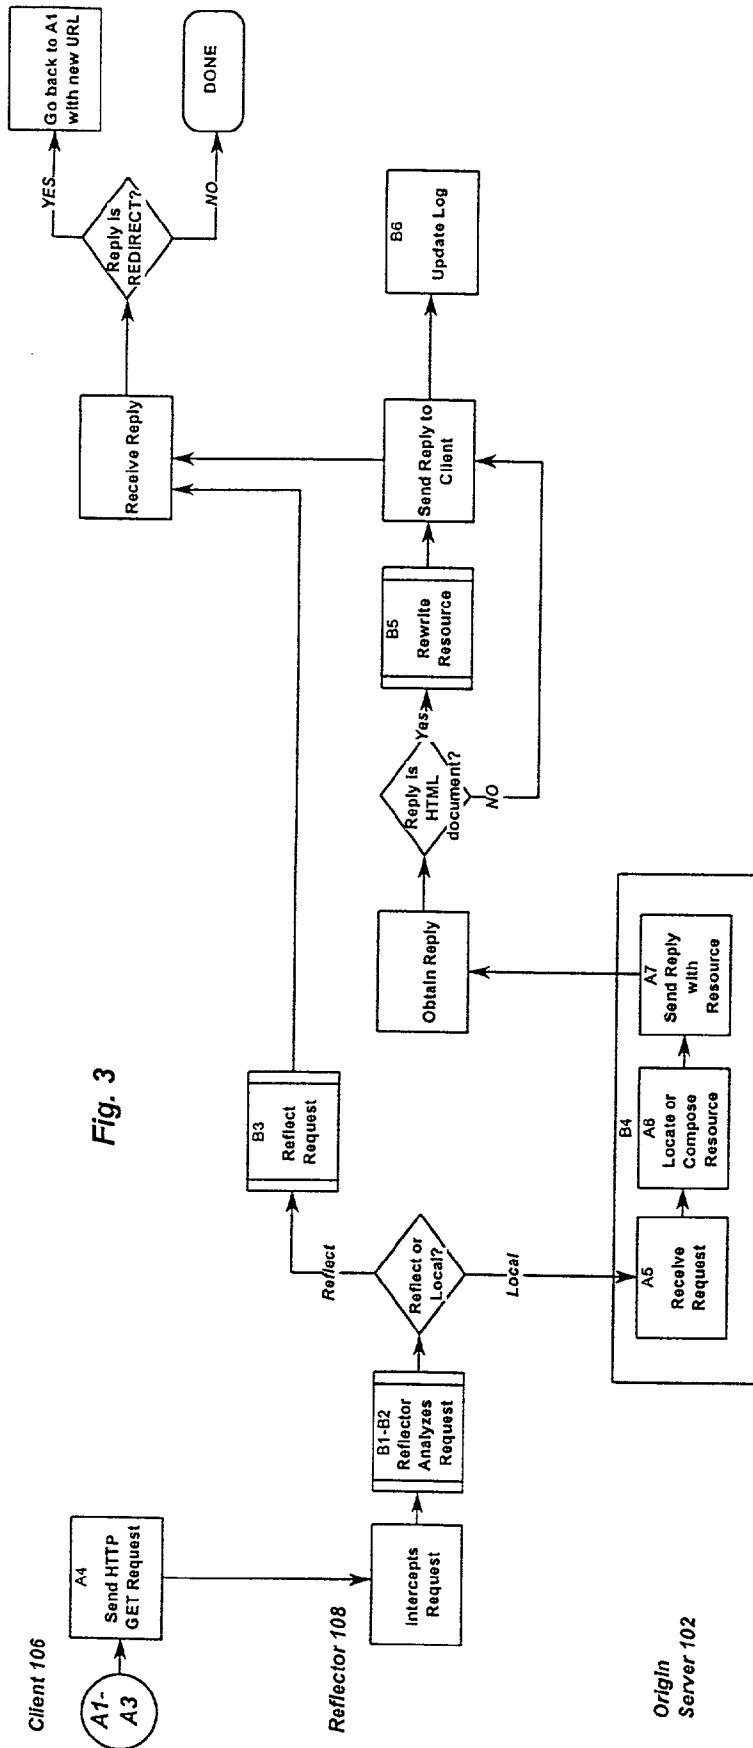 Fig. 3
Client 106
A1-
A3
A4
Send HTTP
GET Request
Receive Reply
Reply is
REDIRECT?
YES
Go back to A1
with new URL
NO
DONE
Reflector 108
Intercepts
Request
B1-B2
Reflector
Analyzes
Request
Reflect or
Local?
Reflect
B3
Reflect
Request
Local
Obtain Reply
Reply is
HTML
document?
Yes
B5
Rewrite
Resource
NO
Send Reply to
Client
B6
Update Log
Origin
Server 102
B4
A5
Receive
Request
A6
Locate or
Compose
Resource
A7
Send Reply
with
Resource